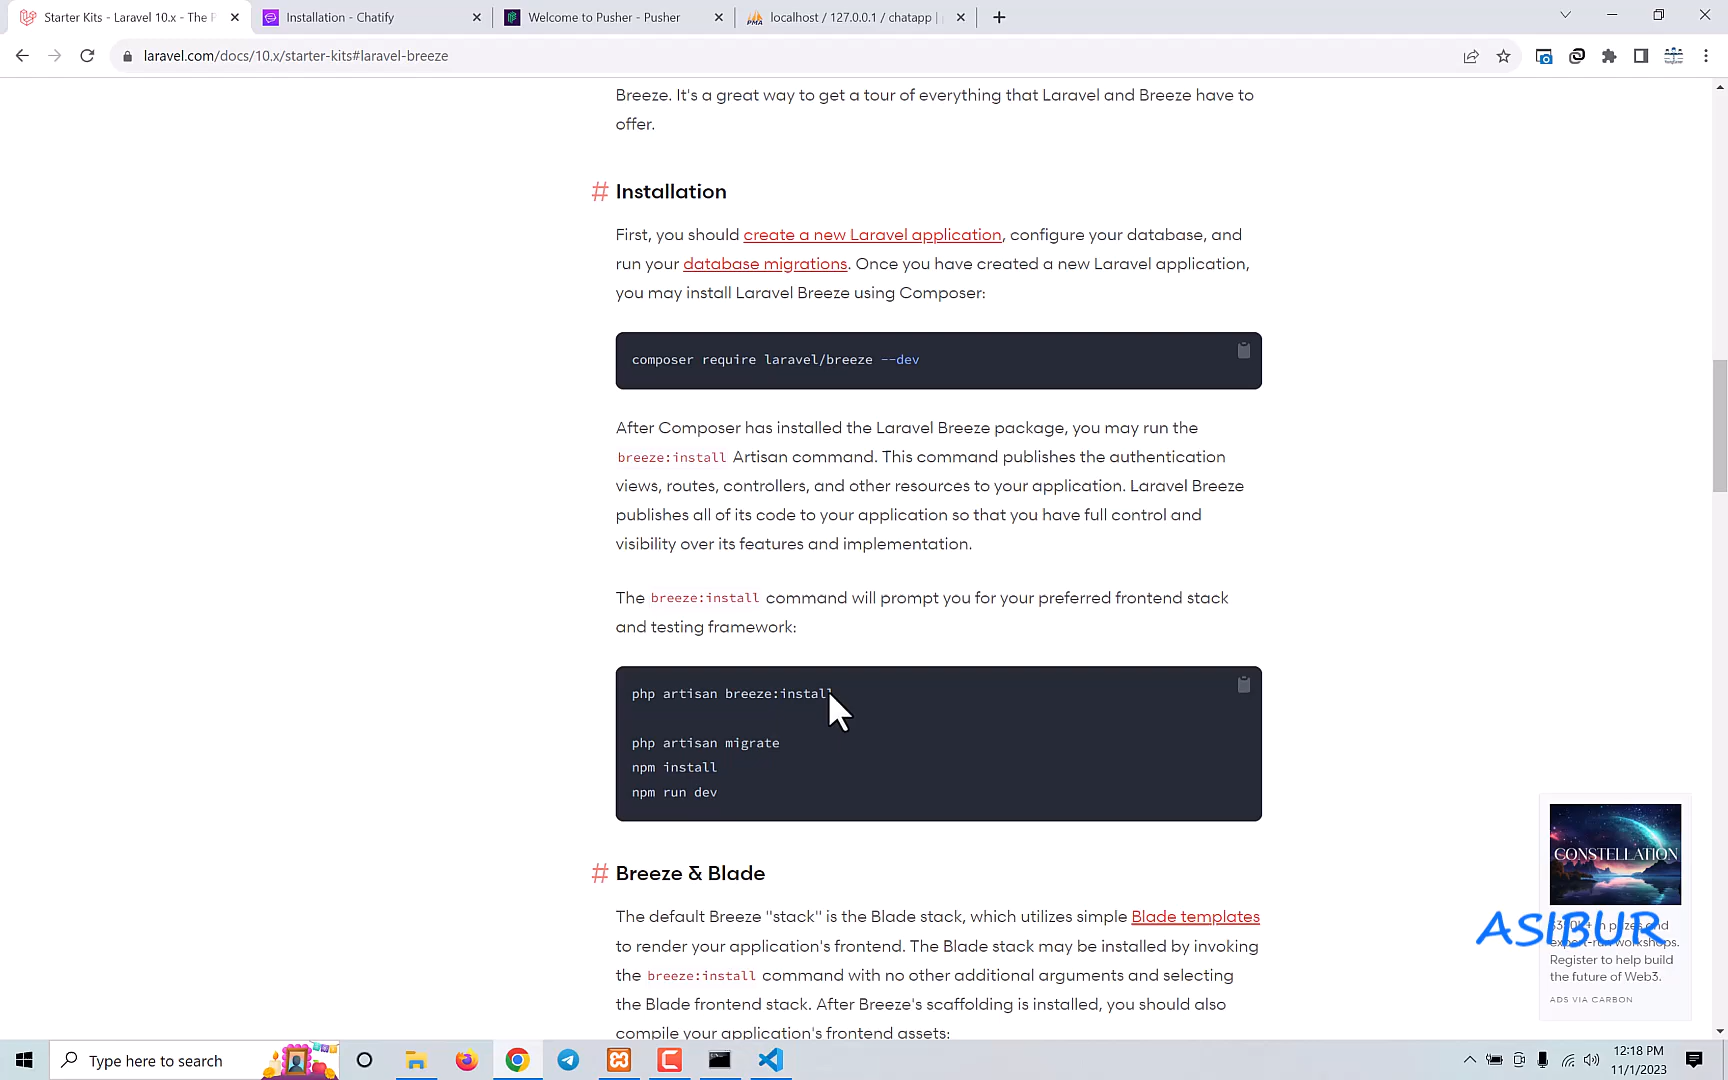 Starter Kits - Laravel 10.x - The P
Installation - Chatify
Welcome to Pusher - Pusher
localhost / 127.0.0.1 / chatapp |
laravel.com/docs/10.x/starter-kits#laravel-breeze
Breeze. It's a great way to get a tour of everything that Laravel and Breeze have to
offer.
# Installation
First, you should create a new Laravel application, configure your database, and
run your database migrations. Once you have created a new Laravel application,
you may install Laravel Breeze using Composer:
composer require laravel/breeze --dev
After Composer has installed the Laravel Breeze package, you may run the
breeze:install Artisan command. This command publishes the authentication
views, routes, controllers, and other resources to your application. Laravel Breeze
publishes all of its code to your application so that you have full control and
visibility over its features and implementation.
The breeze:install command will prompt you for your preferred frontend stack
and testing framework:
php artisan breeze:install
php artisan migrate
npm install
npm run dev
# Breeze & Blade
The default Breeze "stack" is the Blade stack, which utilizes simple Blade templates
to render your application's frontend. The Blade stack may be installed by invoking
the breeze:install command with no other additional arguments and selecting
the Blade frontend stack. After Breeze's scaffolding is installed, you should also
compile your application's frontend assets:
CONSTELLATION
ASIBUR
in prizes and
workshops.
Register to help build
the future of Web3.
ADS VIA CARBON
Type here to search
12:18 PM
11/1/2023